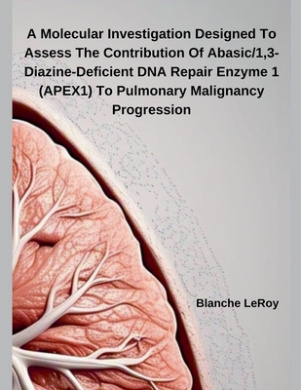 A Molecular Investigation Designed To
Assess The Contribution Of Abasic/1,3-
Diazine-Deficient DNA Repair Enzyme 1
(APEX1) To Pulmonary Malignancy
Progression
Blanche LeRoy